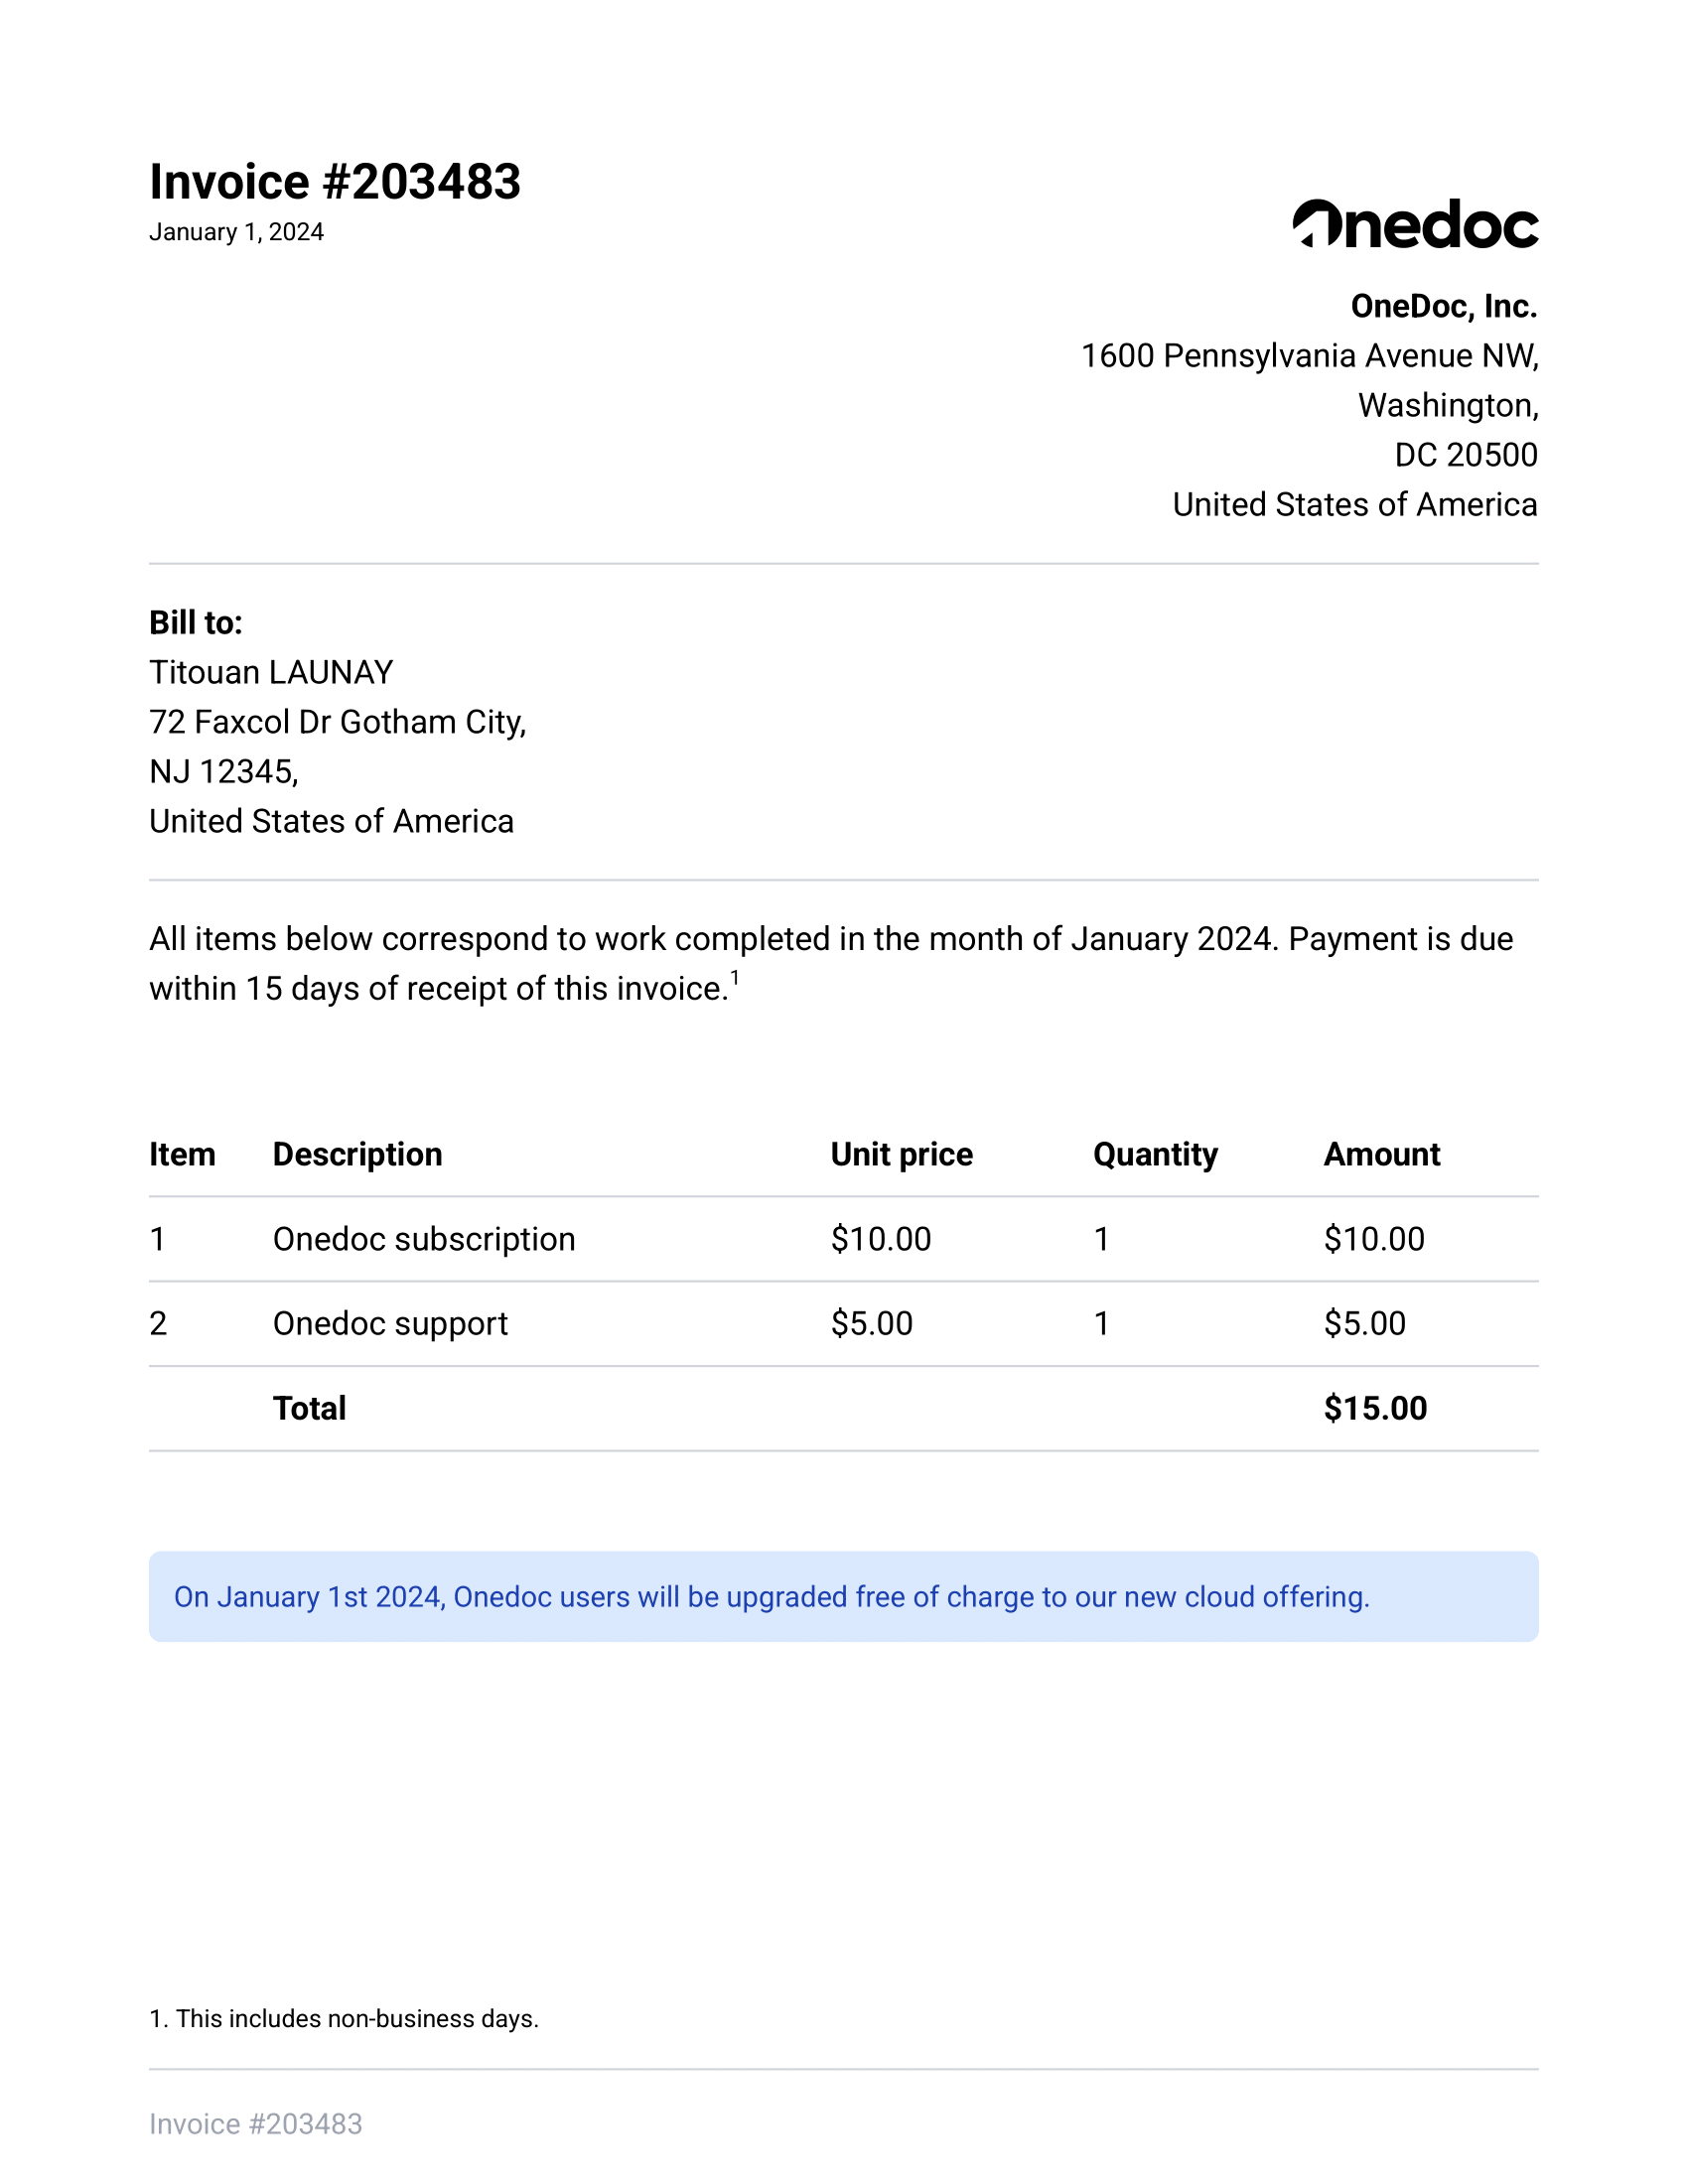 Invoice #203483
January 1, 2024
Onedoc
OneDoc, Inc.
1600 Pennsylvania Avenue NW,
Washington,
DC 20500
United States of America
Bill to:
Titouan LAUNAY
72 Faxcol Dr Gotham City,
NJ 12345,
United States of America
All items below correspond to work completed in the month of January 2024. Payment is due
within 15 days of receipt of this invoice.¹
Item Description Unit price Quantity Amount
1 Onedoc subscription $10.00 1 $10.00
2 Onedoc support $5.00 1 $5.00
Total $15.00
On January 1st 2024, Onedoc users will be upgraded free of charge to our new cloud offering.
1. This includes non-business days.
Invoice #203483